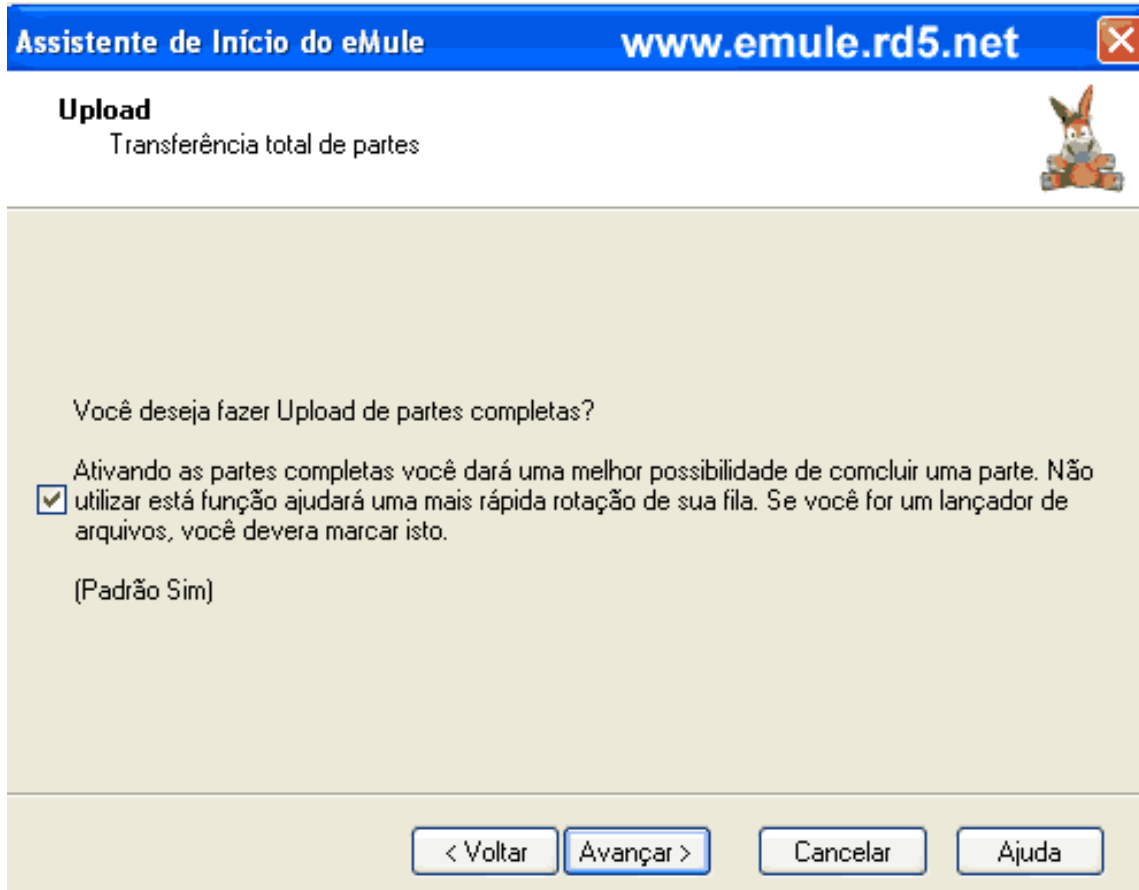 Assistente de Início do eMule www.emule.rd5.net
Upload
Transferência total de partes
Você deseja fazer Upload de partes completas?
Ativando as partes completas você dará uma melhor possibilidade de comcluir uma parte. Não
utilizar está função ajudará uma mais rápida rotação de sua fila. Se você for um lançador de
arquivos, você devera marcar isto.
(Padrão Sim)
< Voltar Avançar > Cancelar Ajuda